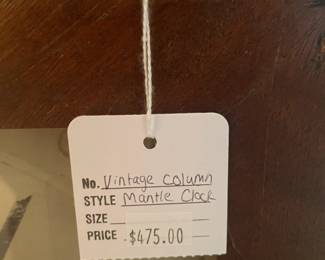 No. Vintage Column
STYLE Mantle Clock
SIZE
PRICE $475.00